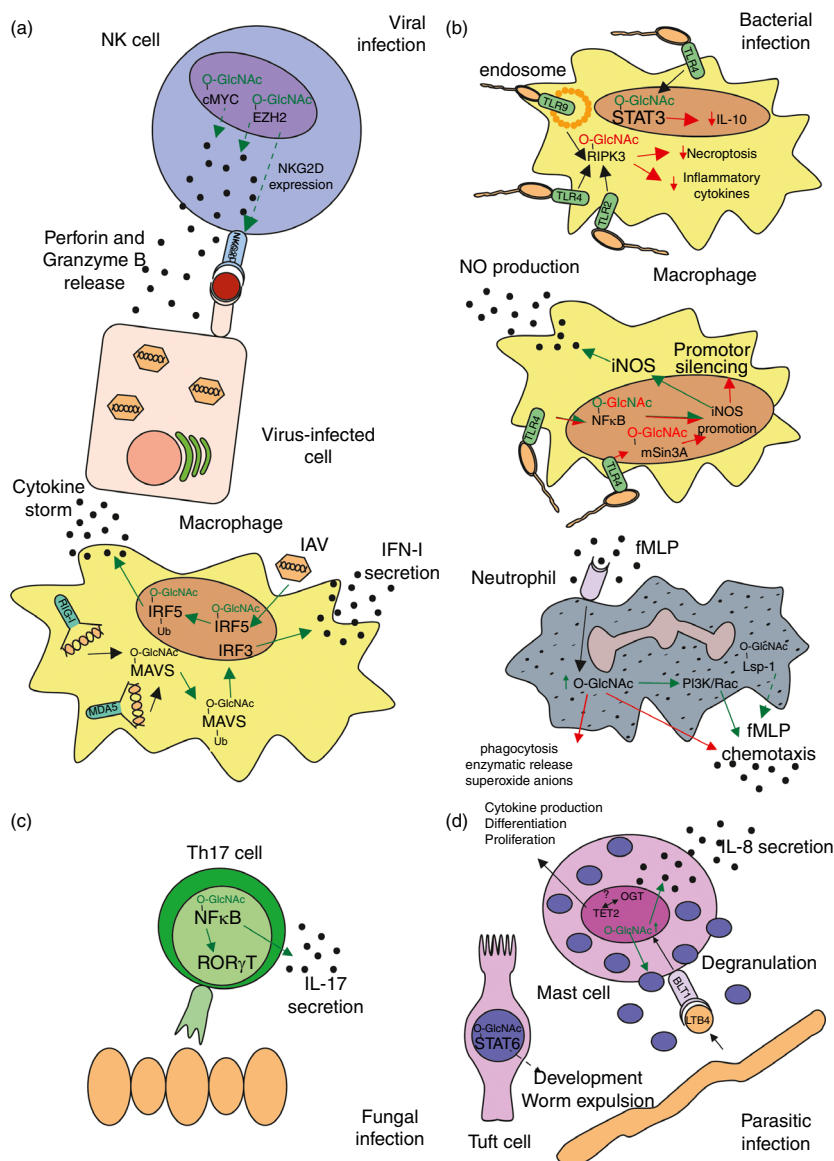 (a)
NK cell
Viral
infection
O-GlcNAc
cMYC
O-GlcNAc
EZH2
NKG2D
expression
NKG2D
Perforin and
Granzyme B
release
Virus-infected
cell
Cytokine
storm
Macrophage
IAV
IFN-I
secretion
RIG-I
O-GlcNAc
IRF5
Ub
O-GlcNAc
IRF5
IRF3
O-GlcNAc
MAVS
MDA5
O-GlcNAc
MAVS
Ub
(b)
Bacterial
infection
TLR4
endosome
TLR9
O-GlcNAc
STAT3
IL-10
O-GlcNAc
RIPK3
Necroptosis
Inflammatory
cytokines
TLR4
TLR2
NO production
Macrophage
iNOS
Promotor
silencing
O-GlcNAc
NFκB
iNOS
promotion
O-GlcNAc
mSin3A
TLR4
TLR4
fMLP
Neutrophil
O-GlcNAc
Lsp-1
O-GlcNAc
PI3K/Rac
fMLP
chemotaxis
phagocytosis
enzymatic release
superoxide anions
(c)
Th17 cell
O-GlcNAc
NFκB
RORγT
IL-17
secretion
Fungal
infection
(d)
Cytokine production
Differentiation
Proliferation
IL-8 secretion
?
OGT
TET2
O-GlcNAc
Mast cell
Degranulation
BLT1
LTB4
O-GlcNAc
STAT6
Development
Worm expulsion
Tuft cell
Parasitic
infection